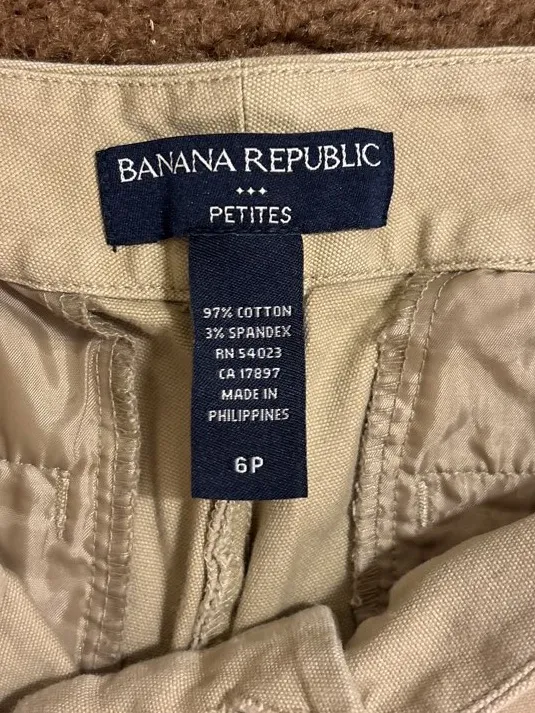 BANANA REPUBLIC
PETITES
97% COTTON
3% SPANDEX
RN 54023
CA 17897
MADE IN
PHILIPPINES
6P